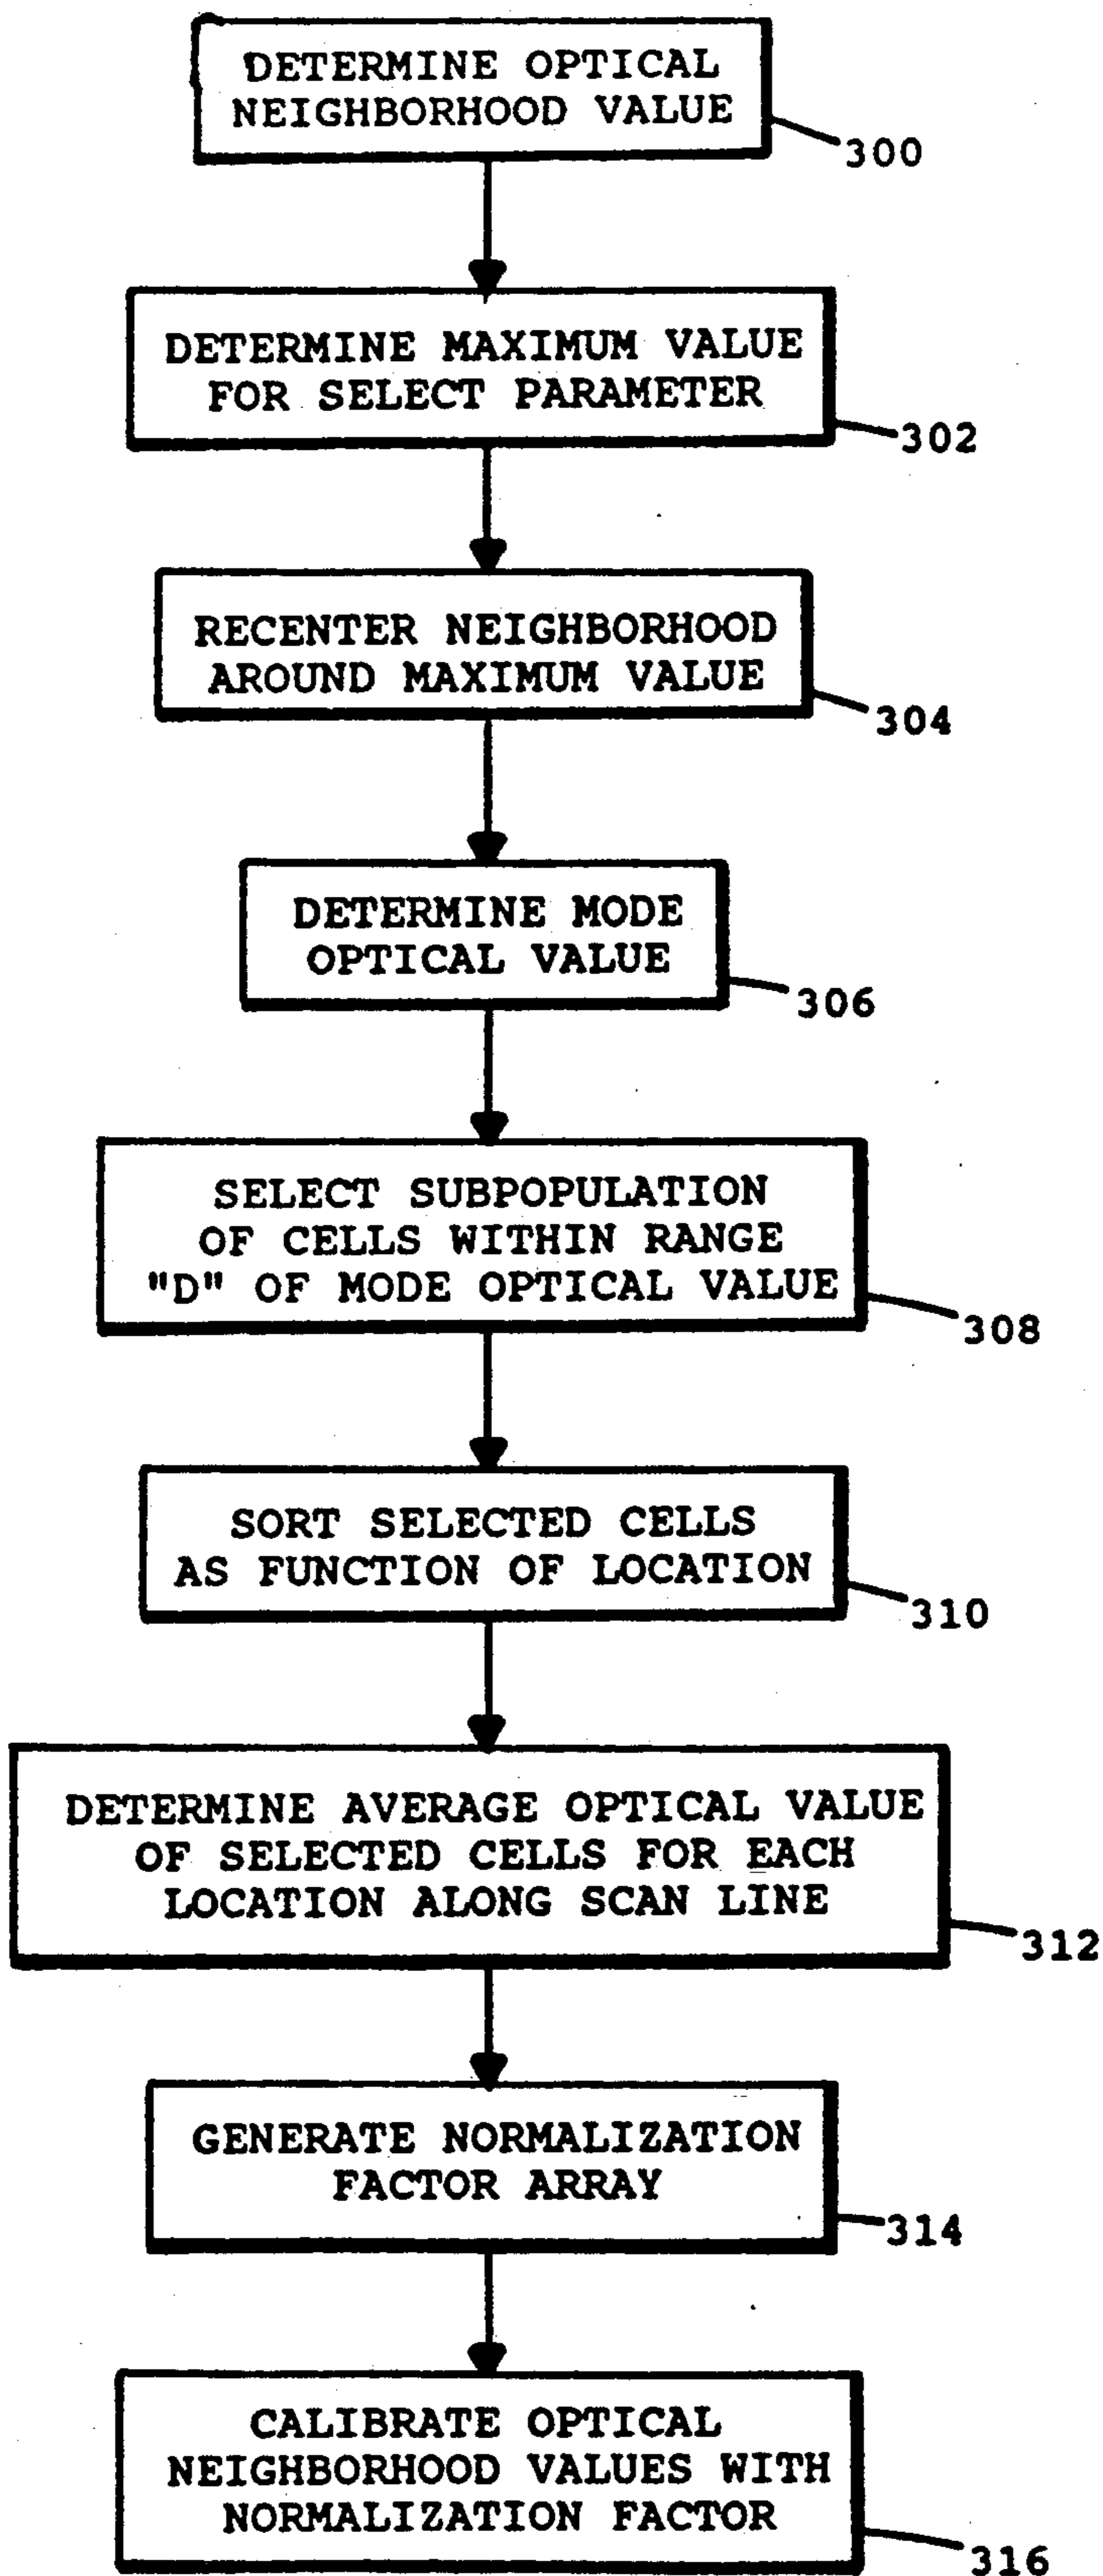 DETERMINE OPTICAL
NEIGHBORHOOD VALUE
300
DETERMINE MAXIMUM VALUE
FOR SELECT PARAMETER
302
RECENTER NEIGHBORHOOD
AROUND MAXIMUM VALUE
304
DETERMINE MODE
OPTICAL VALUE
306
SELECT SUBPOPULATION
OF CELLS WITHIN RANGE
"D" OF MODE OPTICAL VALUE
308
SORT SELECTED CELLS
AS FUNCTION OF LOCATION
310
DETERMINE AVERAGE OPTICAL VALUE
OF SELECTED CELLS FOR EACH
LOCATION ALONG SCAN LINE
312
GENERATE NORMALIZATION
FACTOR ARRAY
314
CALIBRATE OPTICAL
NEIGHBORHOOD VALUES WITH
NORMALIZATION FACTOR
316